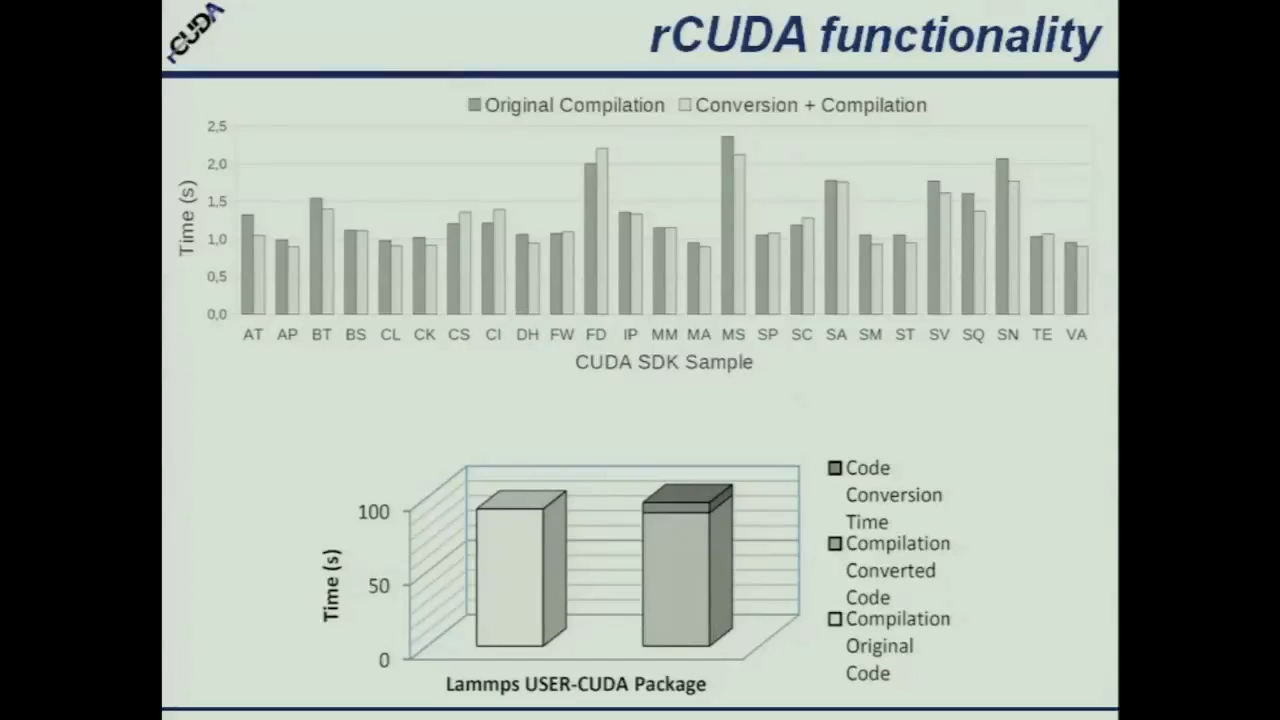 rCUDA
rCUDA functionality
Original Compilation Conversion + Compilation
Time (s)
2,5
2,0
1,5
1,0
0,5
0,0
AT AP BT BS CL CK CS CI DH FW FD IP MM MA MS SP SC SA SM ST SV SQ SN TE VA
CUDA SDK Sample
Time (s)
100
50
0
Lammps USER-CUDA Package
Code
Conversion
Time
Compilation
Converted
Code
Compilation
Original
Code